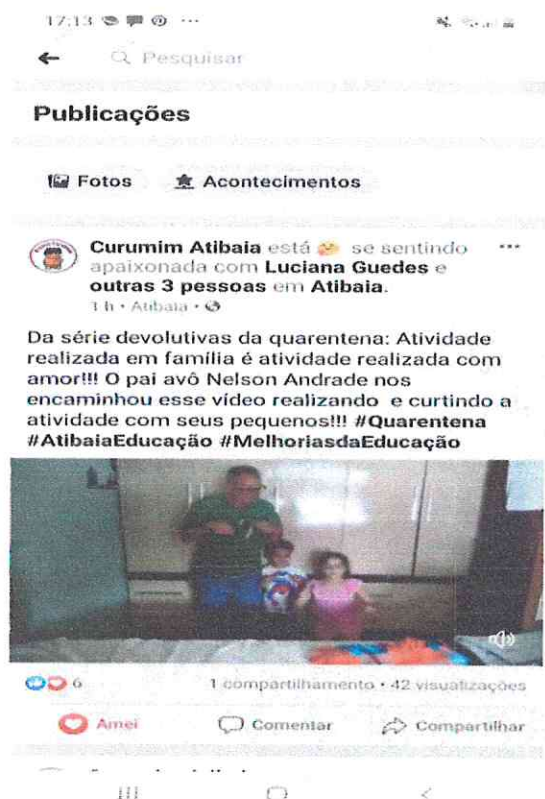 17:13
Pesquisar
Publicações
Fotos
Acontecimentos
Curumim Atibaia está se sentindo
apaixonada com Luciana Guedes e
outras 3 pessoas em Atibaia.
1 h • Atibaia •
Da série devolutivas da quarentena: Atividade
realizada em família é atividade realizada com
amor!!! O pai avô Nelson Andrade nos
encaminhou esse vídeo realizando e curtindo a
atividade com seus pequenos!!! #Quarentena
#AtibaiaEducação #MelhoriasdaEducação
6
1 compartilhamento • 42 visualizações
Amei
Comentar
Compartilhar